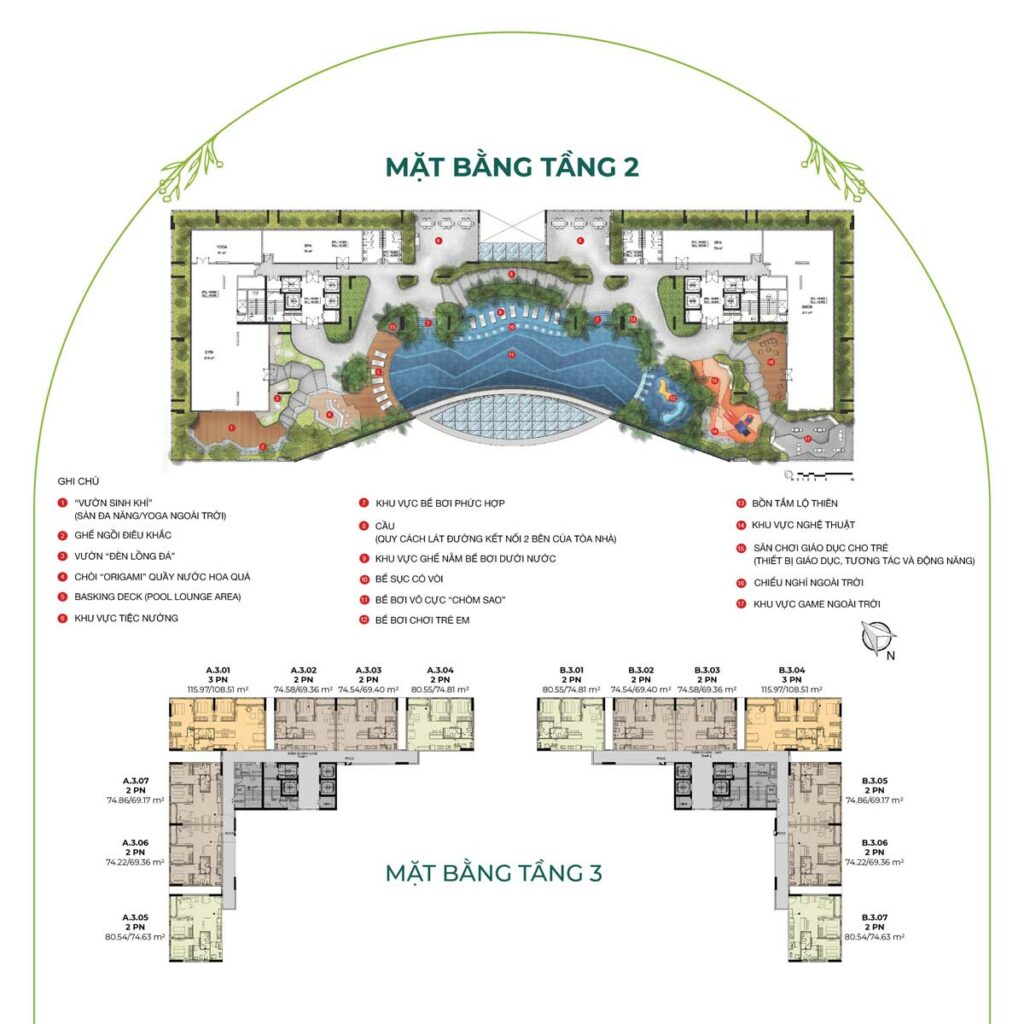 MẶT BẰNG TẦNG 2
YOGA
SPA
SPA
GYM
GHI CHÚ
1 "VƯỜN SINH KHÍ"
(SÀN ĐA NĂNG/YOGA NGOÀI TRỜI)
2 GHẾ NGỒI ĐIÊU KHẮC
3 VƯỜN "ĐÈN LỒNG ĐÁ"
4 CHÒI "ORIGAMI" QUẦY NƯỚC HOA QUẢ
5 BASKING DECK (POOL LOUNGE AREA)
6 KHU VỰC TIỆC NƯỚNG
7 KHU VỰC BỂ BƠI PHỨC HỢP
8 CẦU
(QUY CÁCH LÁT ĐƯỜNG KẾT NỐI 2 BÊN CỦA TÒA NHÀ)
9 KHU VỰC GHẾ NẰM BỂ BƠI DƯỚI NƯỚC
10 BỂ SỤC CÓ VÒI
11 BỂ BƠI VÔ CỰC "CHÒM SAO"
12 BỂ BƠI CHƠI TRẺ EM
13 BỒN TẮM LỘ THIÊN
14 KHU VỰC NGHỆ THUẬT
15 SÂN CHƠI GIÁO DỤC CHO TRẺ
(THIẾT BỊ GIÁO DỤC, TƯƠNG TÁC VÀ ĐỘNG NĂNG)
16 CHIẾU NGHỈ NGOÀI TRỜI
17 KHU VỰC GAME NGOÀI TRỜI
N
A.3.01
3 PN
115.97/108.51 m²
A.3.02
2 PN
74.58/69.36 m²
A.3.03
2 PN
74.54/69.40 m²
A.3.04
2 PN
80.55/74.81 m²
B.3.01
2 PN
80.55/74.81 m²
B.3.02
2 PN
74.54/69.40 m²
B.3.03
2 PN
74.58/69.36 m²
B.3.04
3 PN
115.97/108.51 m²
A.3.07
2 PN
74.86/69.17 m²
A.3.06
2 PN
74.22/69.36 m²
A.3.05
2 PN
80.54/74.63 m²
B.3.05
2 PN
74.86/69.17 m²
B.3.06
2 PN
74.22/69.36 m²
B.3.07
2 PN
80.54/74.63 m²
MẶT BẰNG TẦNG 3